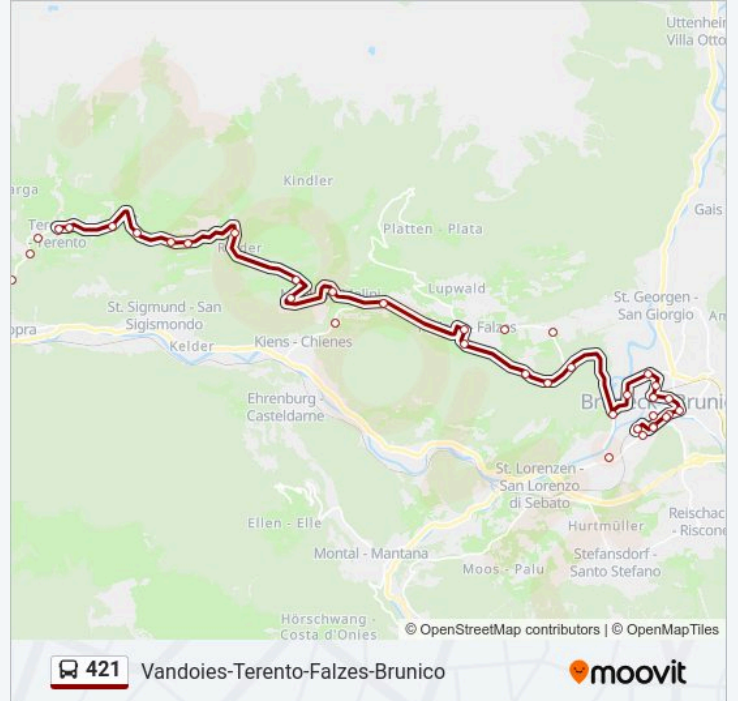 Uttenheim
Villa Otto
Kindler
Gais
Platten - Plata
Terento
Lupwald
St. Georgen -
San Giorgio
St. Sigmund - San
Sigismondo
Falzes
Kelder
Kiens - Chienes
Ehrenburg -
Casteldarne
St. Lorenzen -
San Lorenzo
di Sebato
Reischac
- Riscone
Ellen - Elle
Hurtmüller
Montal - Mantana
Moos - Palu
Stefansdorf -
Santo Stefano
Hörschwang -
Costa d'Onies
© OpenStreetMap contributors | © OpenMapTiles
421 Vandoies-Terento-Falzes-Brunico
moovit